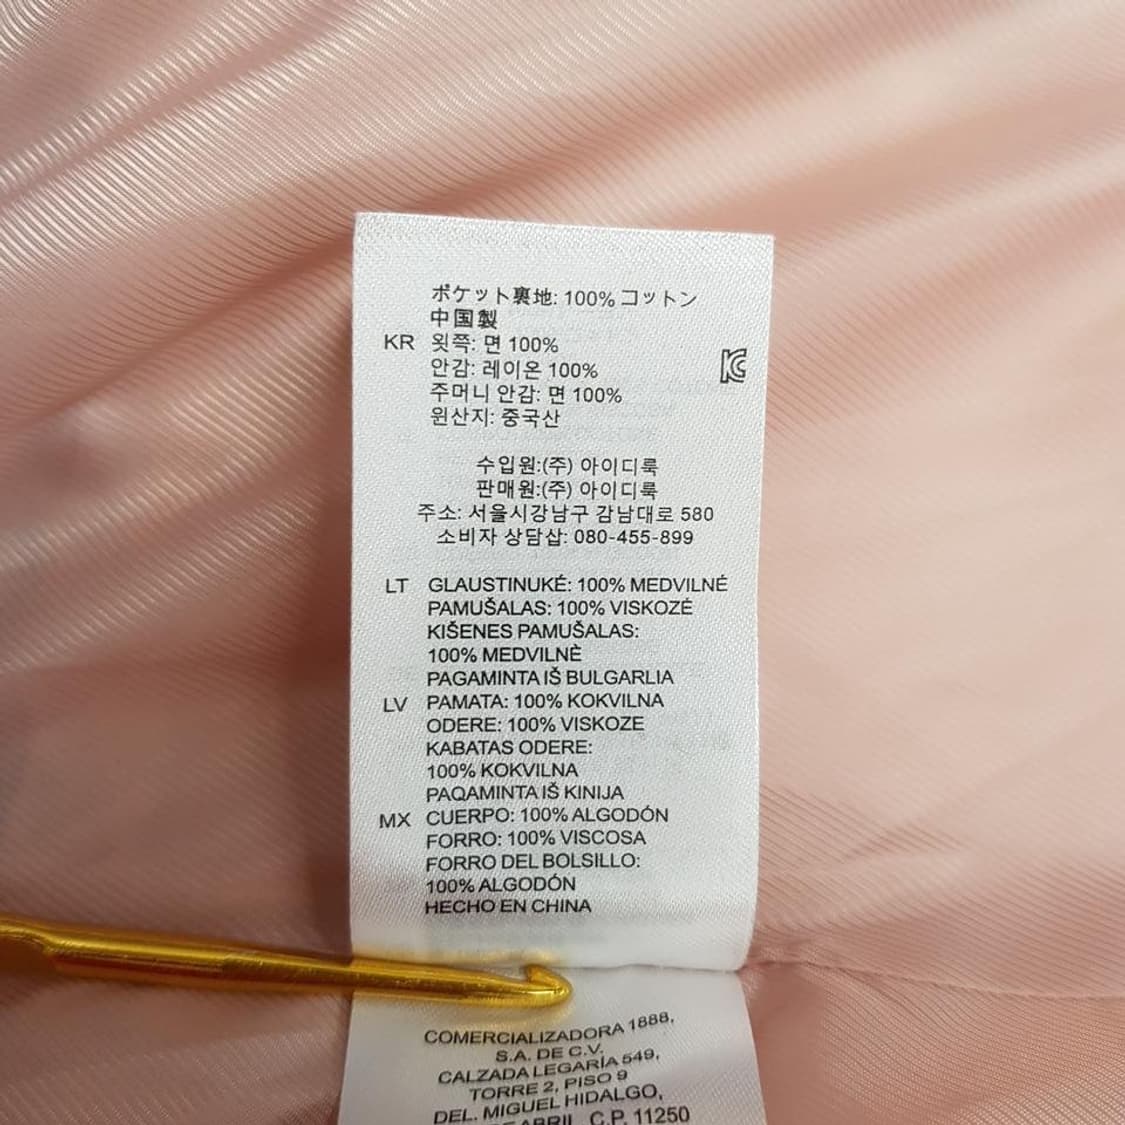 ポケット裏地: 100% コットン
中国製
KR 윗쪽: 면 100%
안감: 레이온 100%
주머니 안감: 면 100%
원산지: 중국산
수입원:(주) 아이디룩
판매원:(주) 아이디룩
주소: 서울시강남구 감남대로 580
소비자 상담삽: 080-455-899
LT GLAUSTINUKÉ: 100% MEDVILNÉ
PAMUŠALAS: 100% VISKOZÉ
KIŠENES PAMUŠALAS:
100% MEDVILNÈ
PAGAMINTA IŠ BULGARLIA
LV PAMATA: 100% KOKVILNA
ODERE: 100% VISKOZE
KABATAS ODERE:
100% KOKVILNA
PAQAMINTA IŠ KINIJA
MX CUERPO: 100% ALGODÓN
FORRO: 100% VISCOSA
FORRO DEL BOLSILLO:
100% ALGODÓN
HECHO EN CHINA
COMERCIALIZADORA 1888,
S.A. DE C.V.
CALZADA LEGARÍA 549,
TORRE 2, PISO 9
DEL. MIGUEL HIDALGO,
C.P. 11250